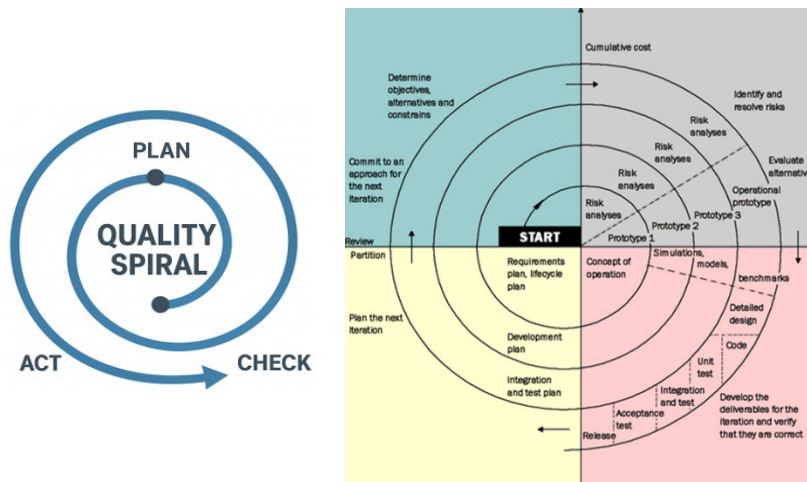 PLAN
QUALITY
SPIRAL
ACT
CHECK
Cumulative cost
Determine
objectives,
alternatives and
constrains
Identify and
resolve risks
Risk
analyses
Risk
analyses
Risk
analyses
Risk
analyses
Commit to an
approach for the
next iteration
Evaluate
alternativ
Operational
prototype
Prototype 3
Prototype 2
Prototype 1
START
Review
Partition
Requirements
plan, lifecycle
plan
Concept of
operation
Simulations,
models,
benchmarks
Plan the next
iteration
Development
plan
Integration
and test plan
Detailed
design
Code
Unit
test
Integration
and test
Acceptance
test
Release
Develop the
deliverables for the
iteration and verify
that they are correct